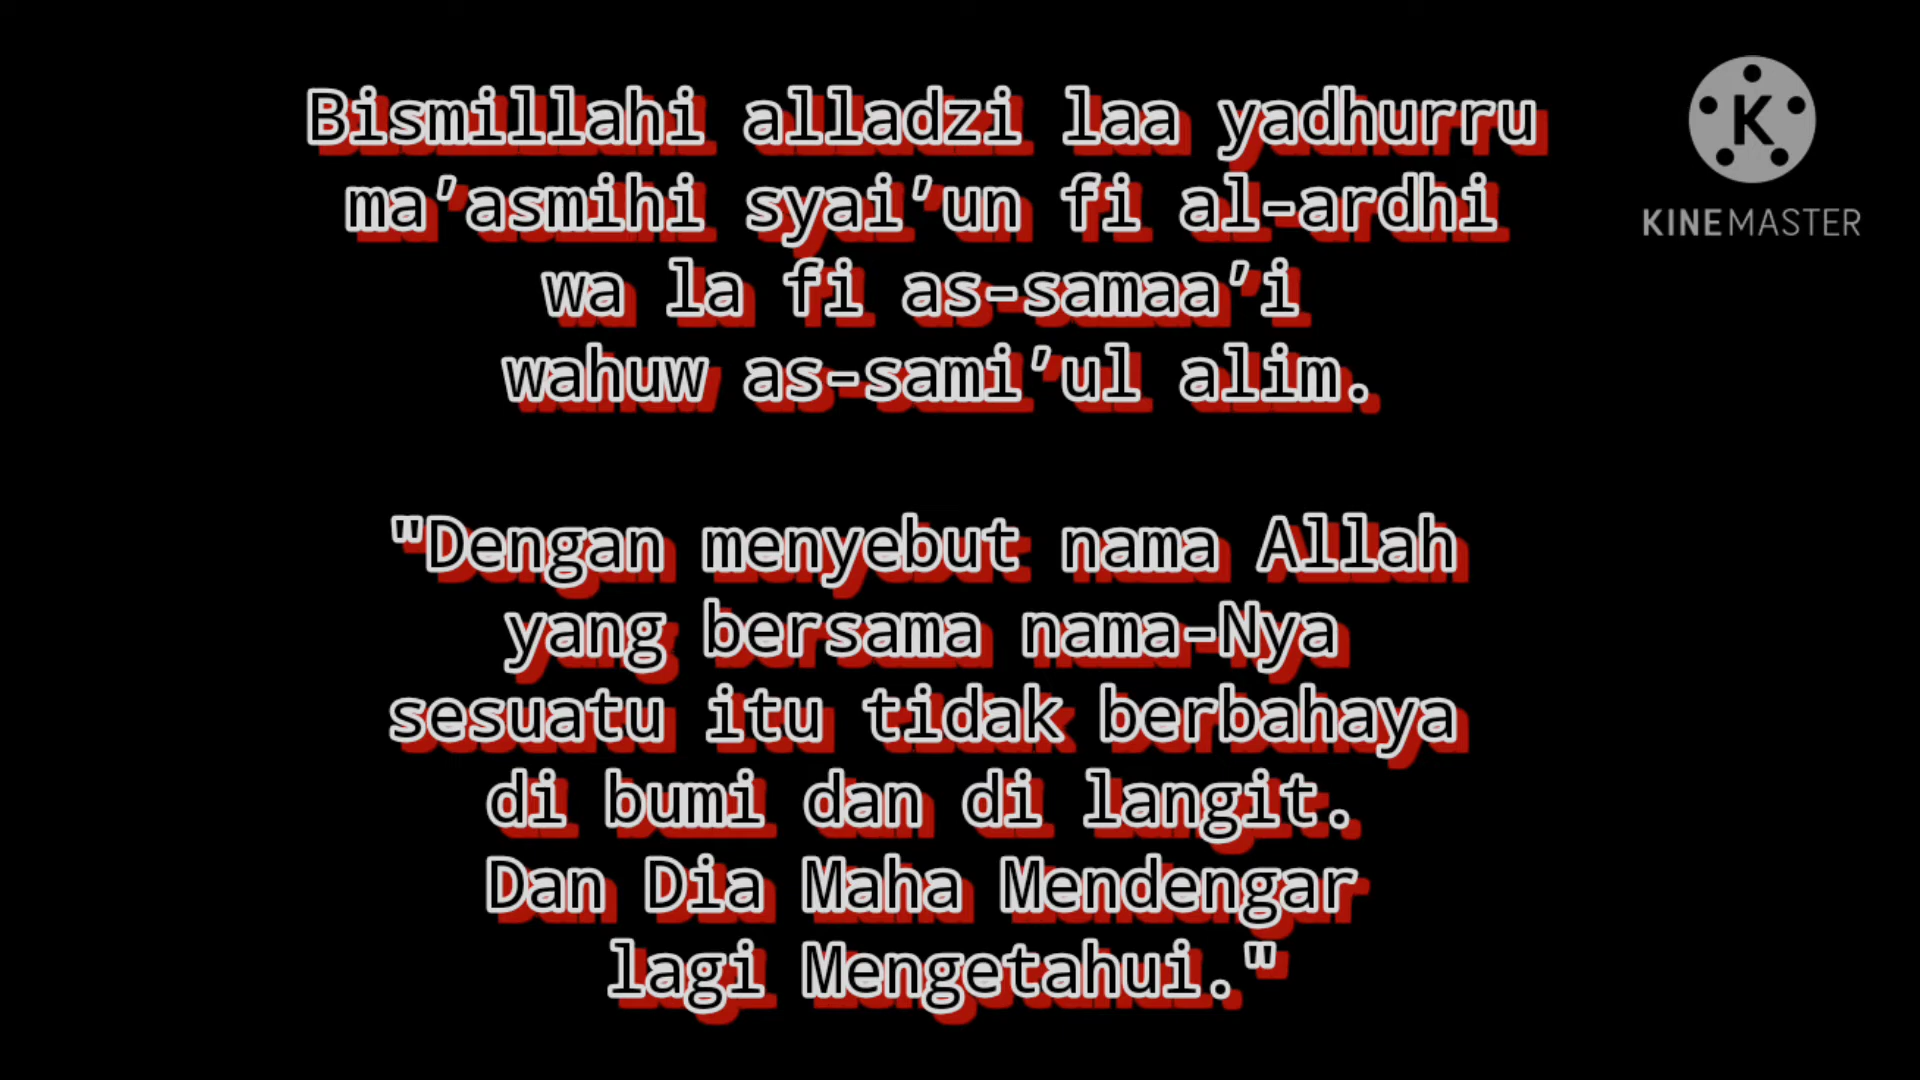 Bismillahi alladzi laa yadhurru
ma’asmihi syai’un fi al-ardhi
wa la fi as-samaa’i
wahuw as-sami’ul alim.
"Dengan menyebut nama Allah
yang bersama nama-Nya
sesuatu itu tidak berbahaya
di bumi dan di langit.
Dan Dia Maha Mendengar
lagi Mengetahui."
K
KINEMASTER